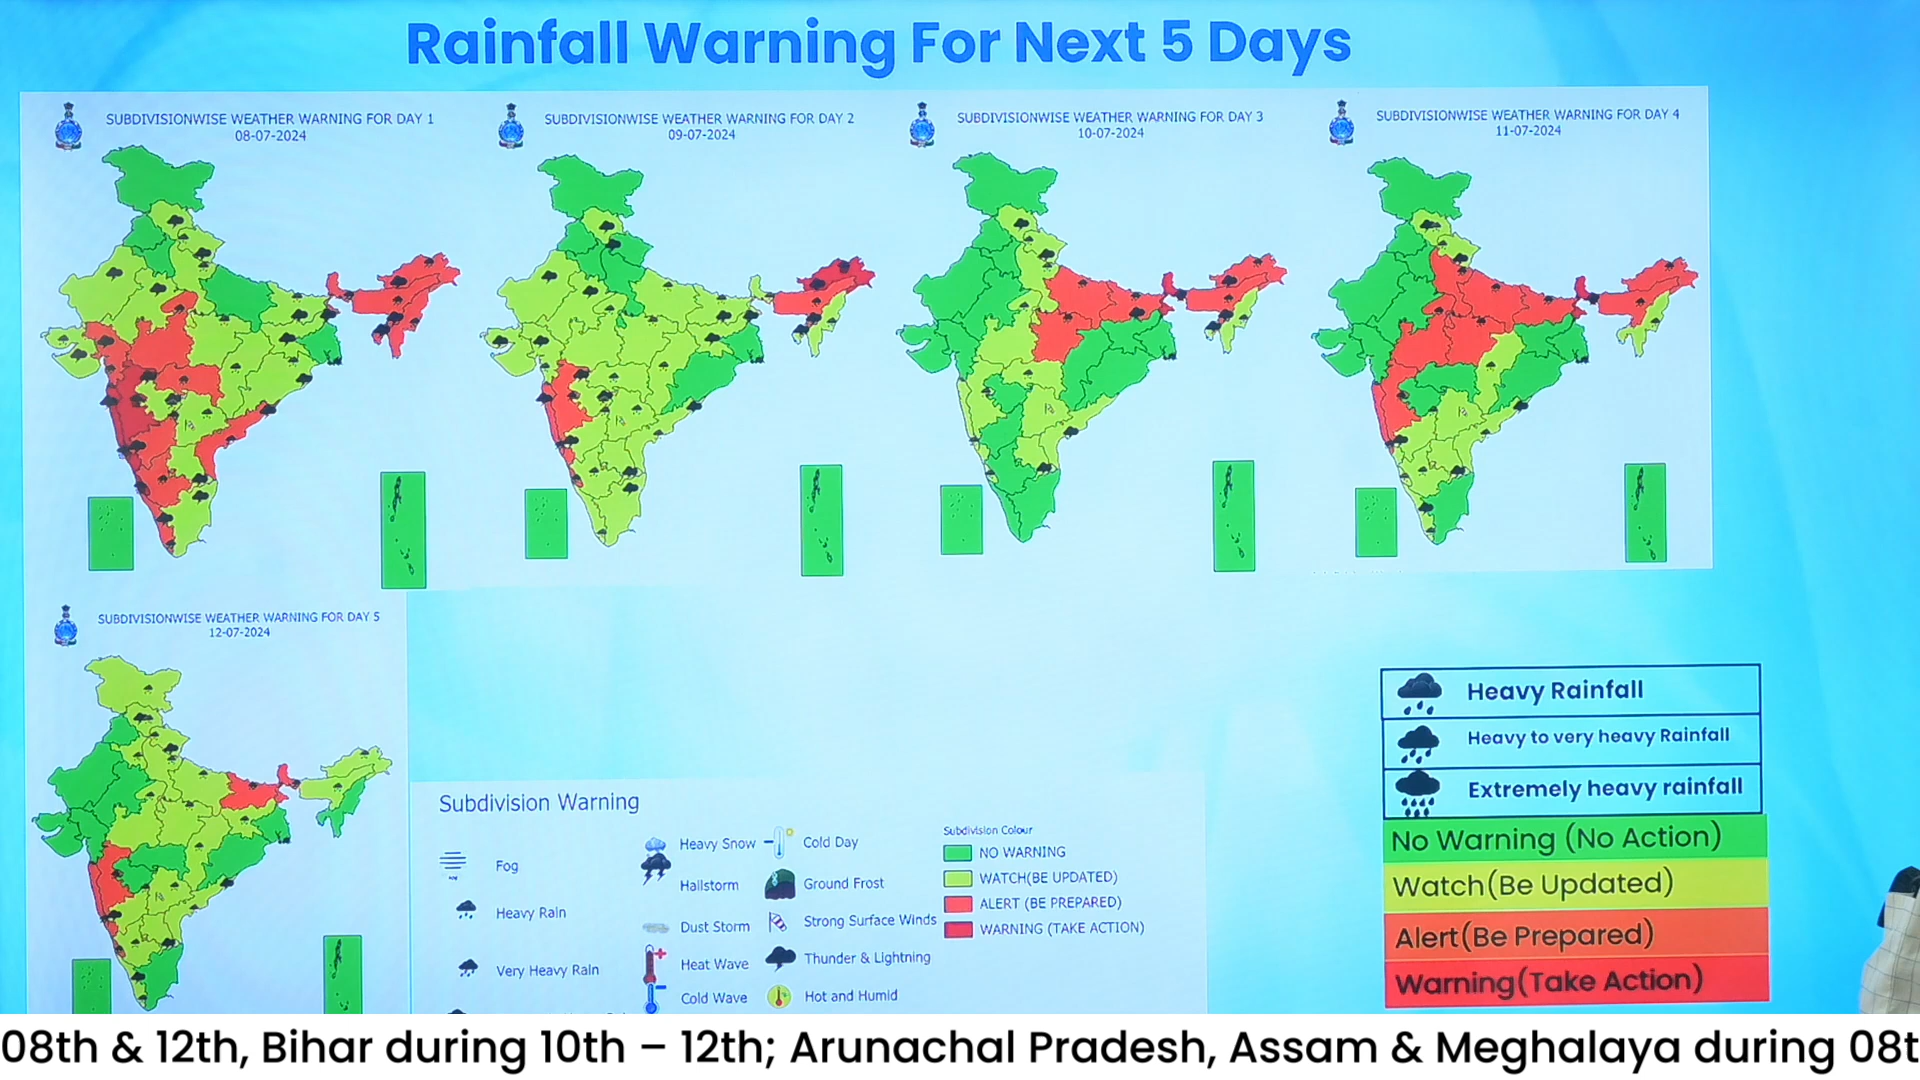 Rainfall Warning For Next 5 Days
SUBDIVISIONWISE WEATHER WARNING FOR DAY 1
08-07-2024
SUBDIVISIONWISE WEATHER WARNING FOR DAY 2
09-07-2024
SUBDIVISIONWISE WEATHER WARNING FOR DAY 3
10-07-2024
SUBDIVISIONWISE WEATHER WARNING FOR DAY 4
11-07-2024
SUBDIVISIONWISE WEATHER WARNING FOR DAY 5
12-07-2024
Subdivision Warning
Fog
Heavy Rain
Very Heavy Rain
Heavy Snow
Hailstorm
Dust Storm
Heat Wave
Cold Wave
Cold Day
Ground Frost
Strong Surface Winds
Thunder & Lightning
Hot and Humid
Subdivision Colour
NO WARNING
WATCH(BE UPDATED)
ALERT (BE PREPARED)
WARNING (TAKE ACTION)
Heavy Rainfall
Heavy to very heavy Rainfall
Extremely heavy rainfall
No Warning (No Action)
Watch(Be Updated)
Alert(Be Prepared)
Warning(Take Action)
08th & 12th, Bihar during 10th – 12th; Arunachal Pradesh, Assam & Meghalaya during 08t